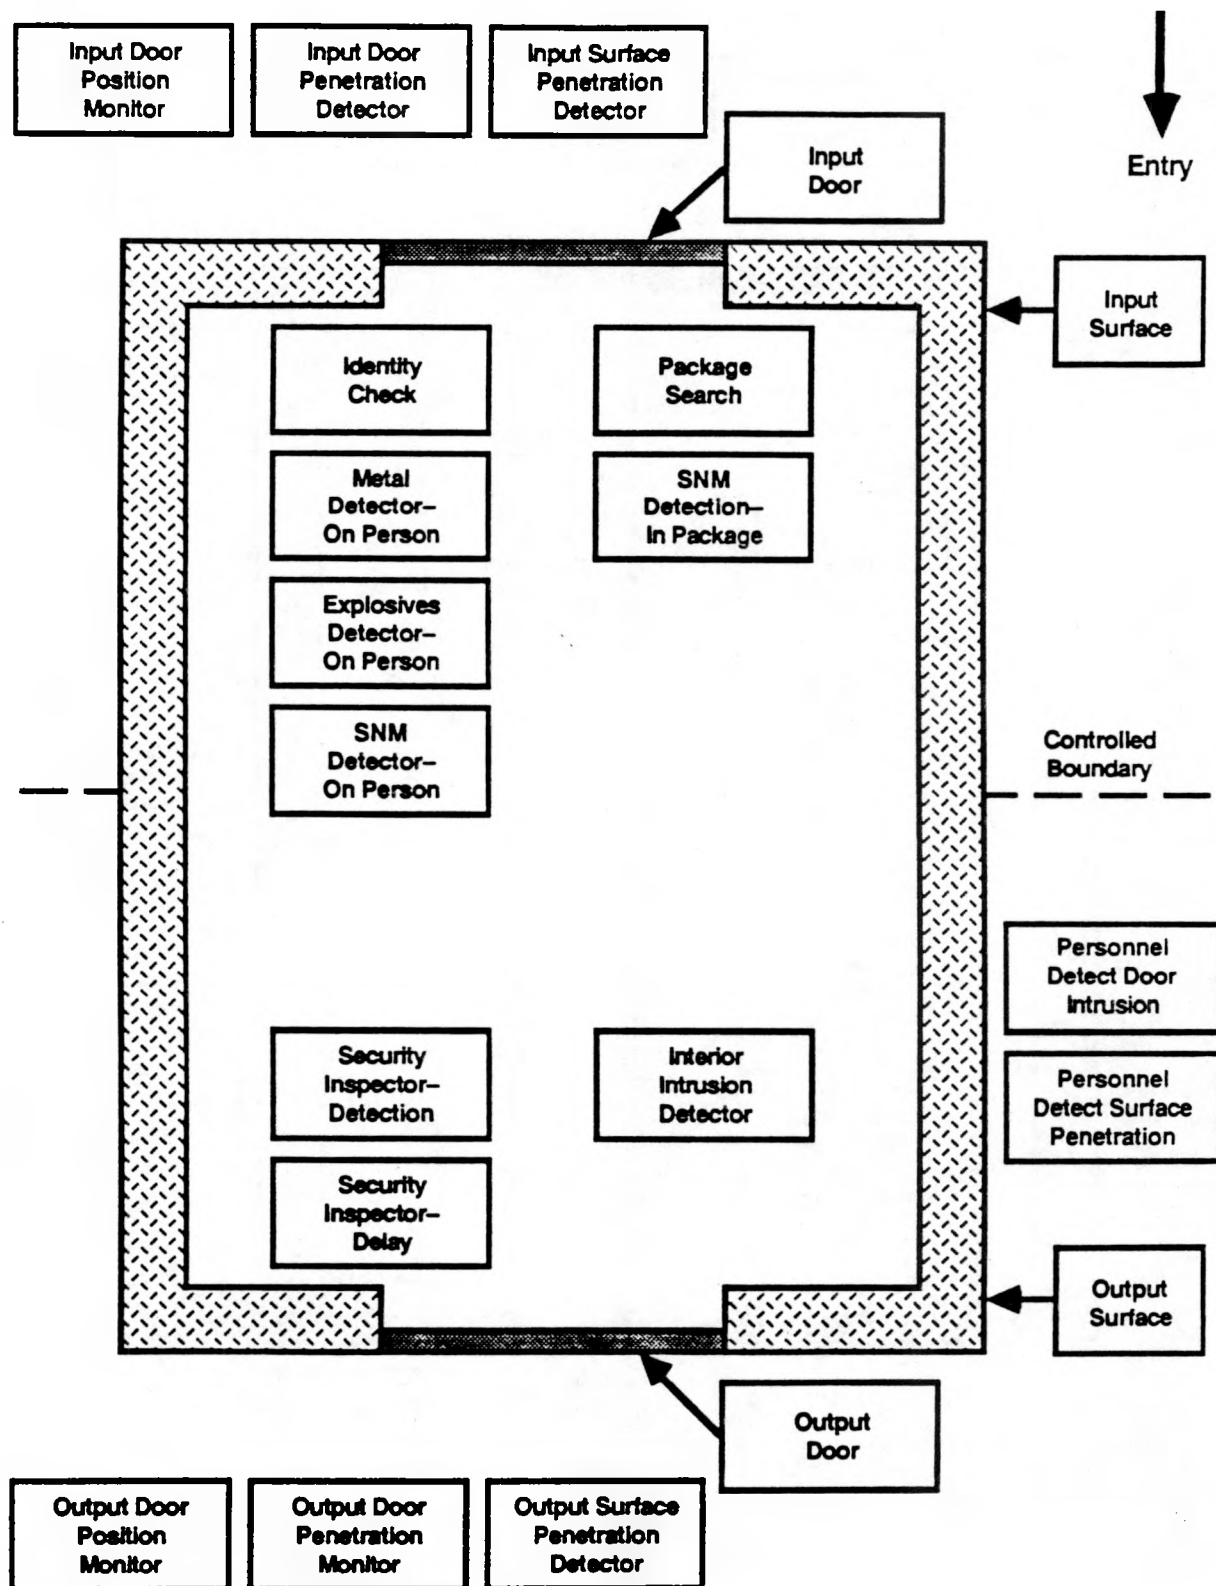 Input Door
Position
Monitor
Input Door
Penetration
Detector
Input Surface
Penetration
Detector
Input
Door
Entry
Input
Surface
Identity
Check
Package
Search
Metal
Detector–
On Person
SNM
Detection–
In Package
Explosives
Detector–
On Person
SNM
Detector–
On Person
Controlled
Boundary
Personnel
Detect Door
Intrusion
Security
Inspector–
Detection
Interior
Intrusion
Detector
Personnel
Detect Surface
Penetration
Security
Inspector–
Delay
Output
Surface
Output
Door
Output Door
Position
Monitor
Output Door
Penetration
Monitor
Output Surface
Penetration
Detector